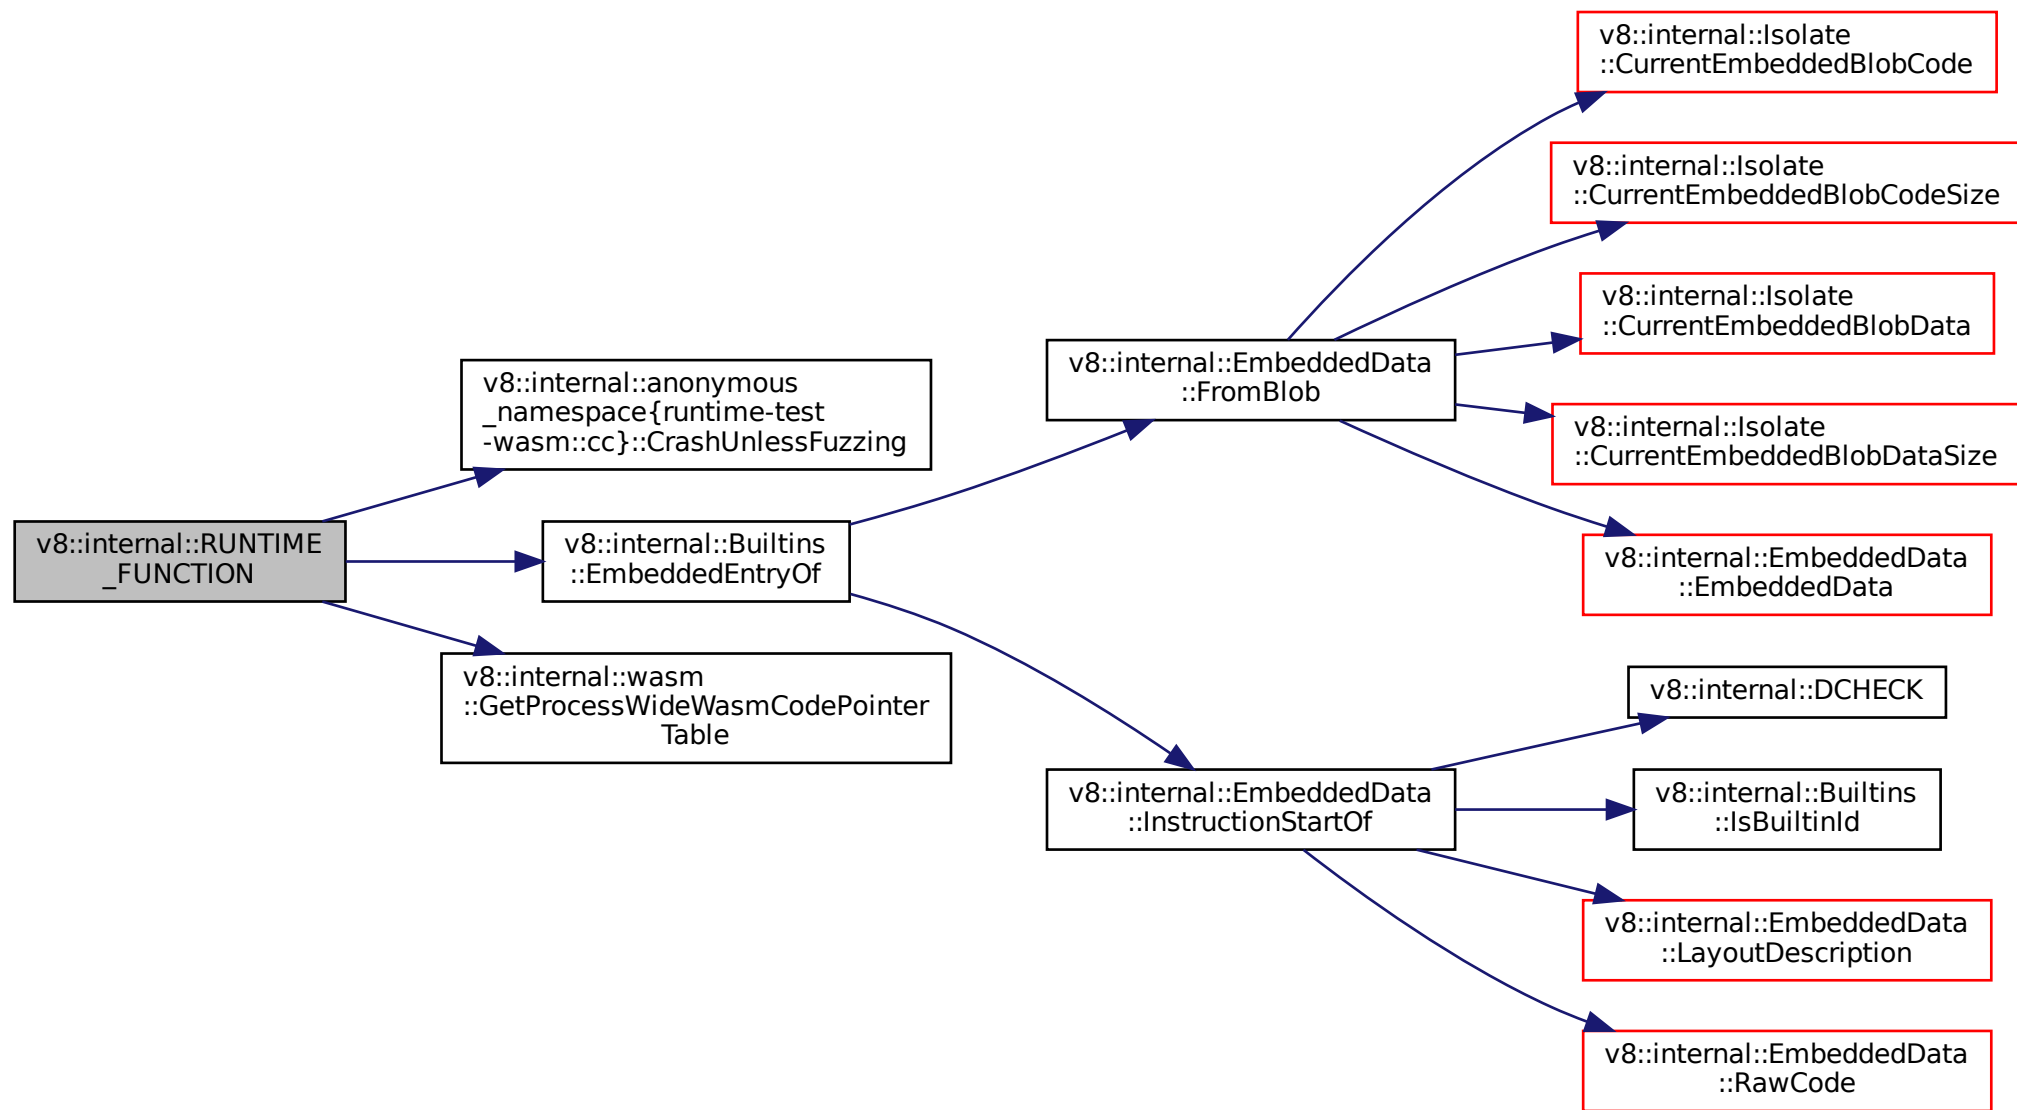 v8::internal::RUNTIME
_FUNCTION
v8::internal::anonymous
_namespace{runtime-test
-wasm::cc}::CrashUnlessFuzzing
v8::internal::Builtins
::EmbeddedEntryOf
v8::internal::wasm
::GetProcessWideWasmCodePointer
Table
v8::internal::EmbeddedData
::FromBlob
v8::internal::EmbeddedData
::InstructionStartOf
v8::internal::Isolate
::CurrentEmbeddedBlobCode
v8::internal::Isolate
::CurrentEmbeddedBlobCodeSize
v8::internal::Isolate
::CurrentEmbeddedBlobData
v8::internal::Isolate
::CurrentEmbeddedBlobDataSize
v8::internal::EmbeddedData
::EmbeddedData
v8::internal::DCHECK
v8::internal::Builtins
::IsBuiltinId
v8::internal::EmbeddedData
::LayoutDescription
v8::internal::EmbeddedData
::RawCode